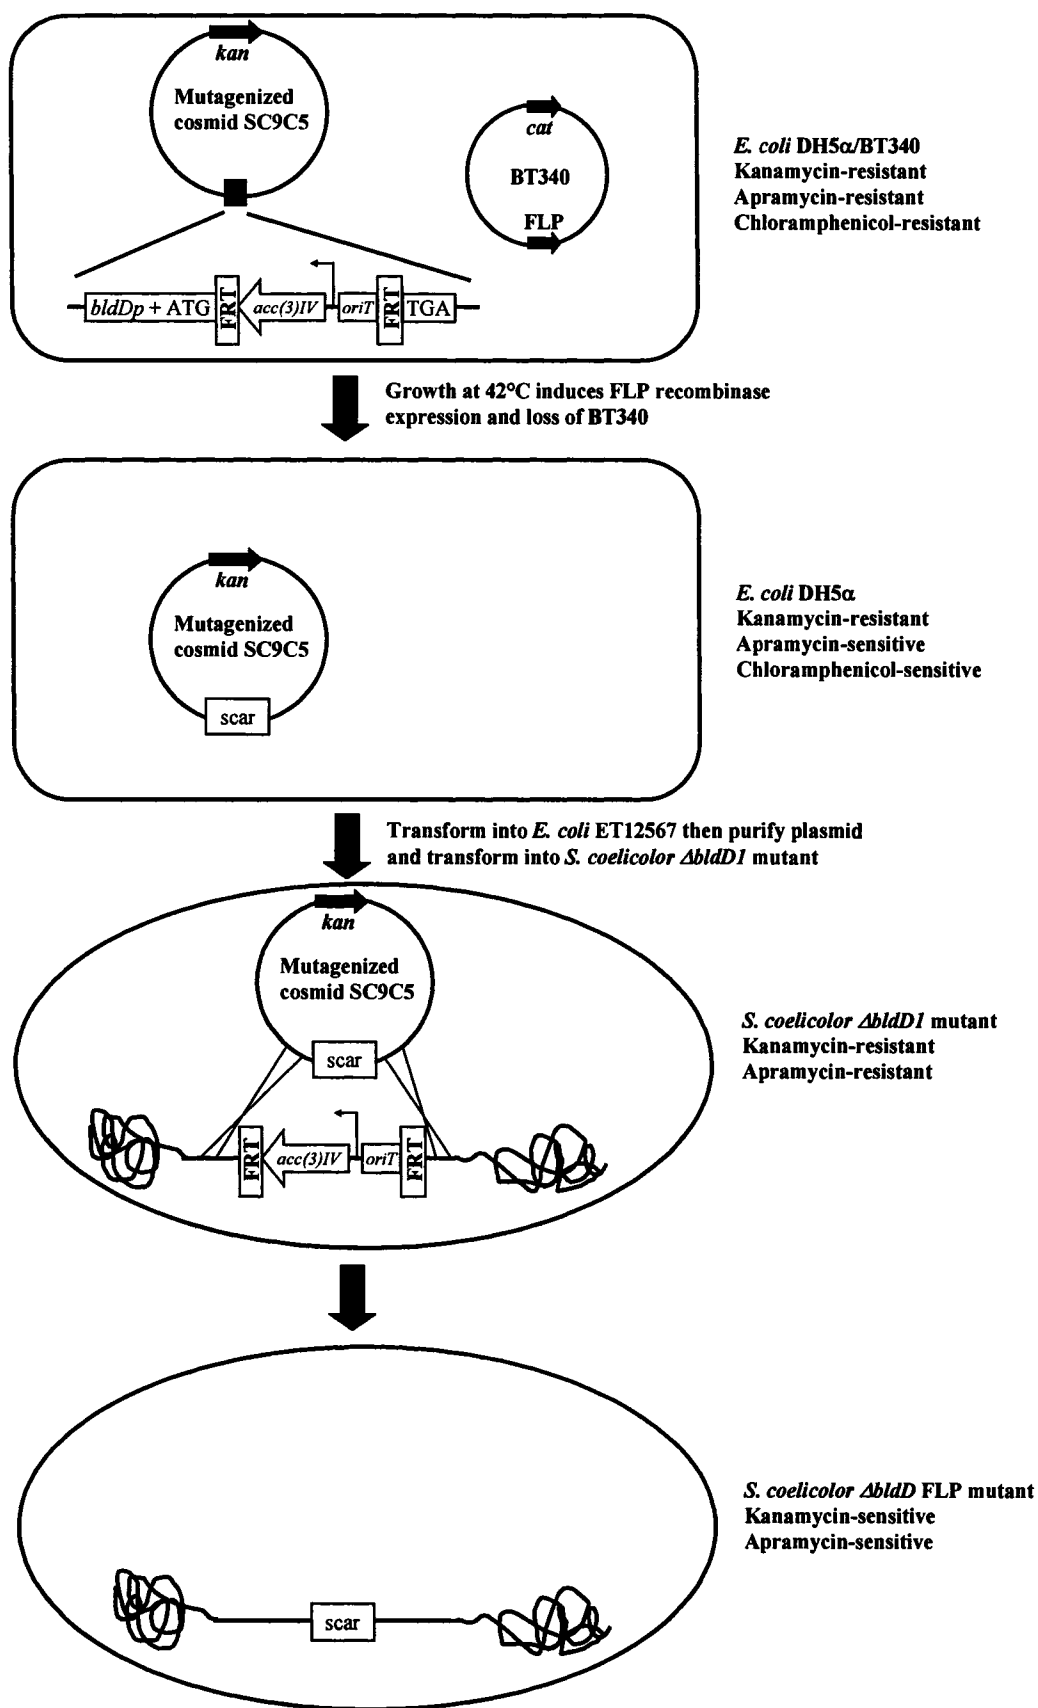 kan
Mutagenized
cosmid SC9C5
cat
BT340
FLP
bldDp + ATG FRT acc(3)IV oriT FRT TGA
E. coli DH5α/BT340
Kanamycin-resistant
Apramycin-resistant
Chloramphenicol-resistant
Growth at 42°C induces FLP recombinase
expression and loss of BT340
kan
Mutagenized
cosmid SC9C5
scar
E. coli DH5α
Kanamycin-resistant
Apramycin-sensitive
Chloramphenicol-sensitive
Transform into E. coli ET12567 then purify plasmid
and transform into S. coelicolor ΔbldD1 mutant
kan
Mutagenized
cosmid SC9C5
scar
FRT acc(3)IV oriT FRT
S. coelicolor ΔbldD1 mutant
Kanamycin-resistant
Apramycin-resistant
S. coelicolor ΔbldD FLP mutant
Kanamycin-sensitive
Apramycin-sensitive
scar